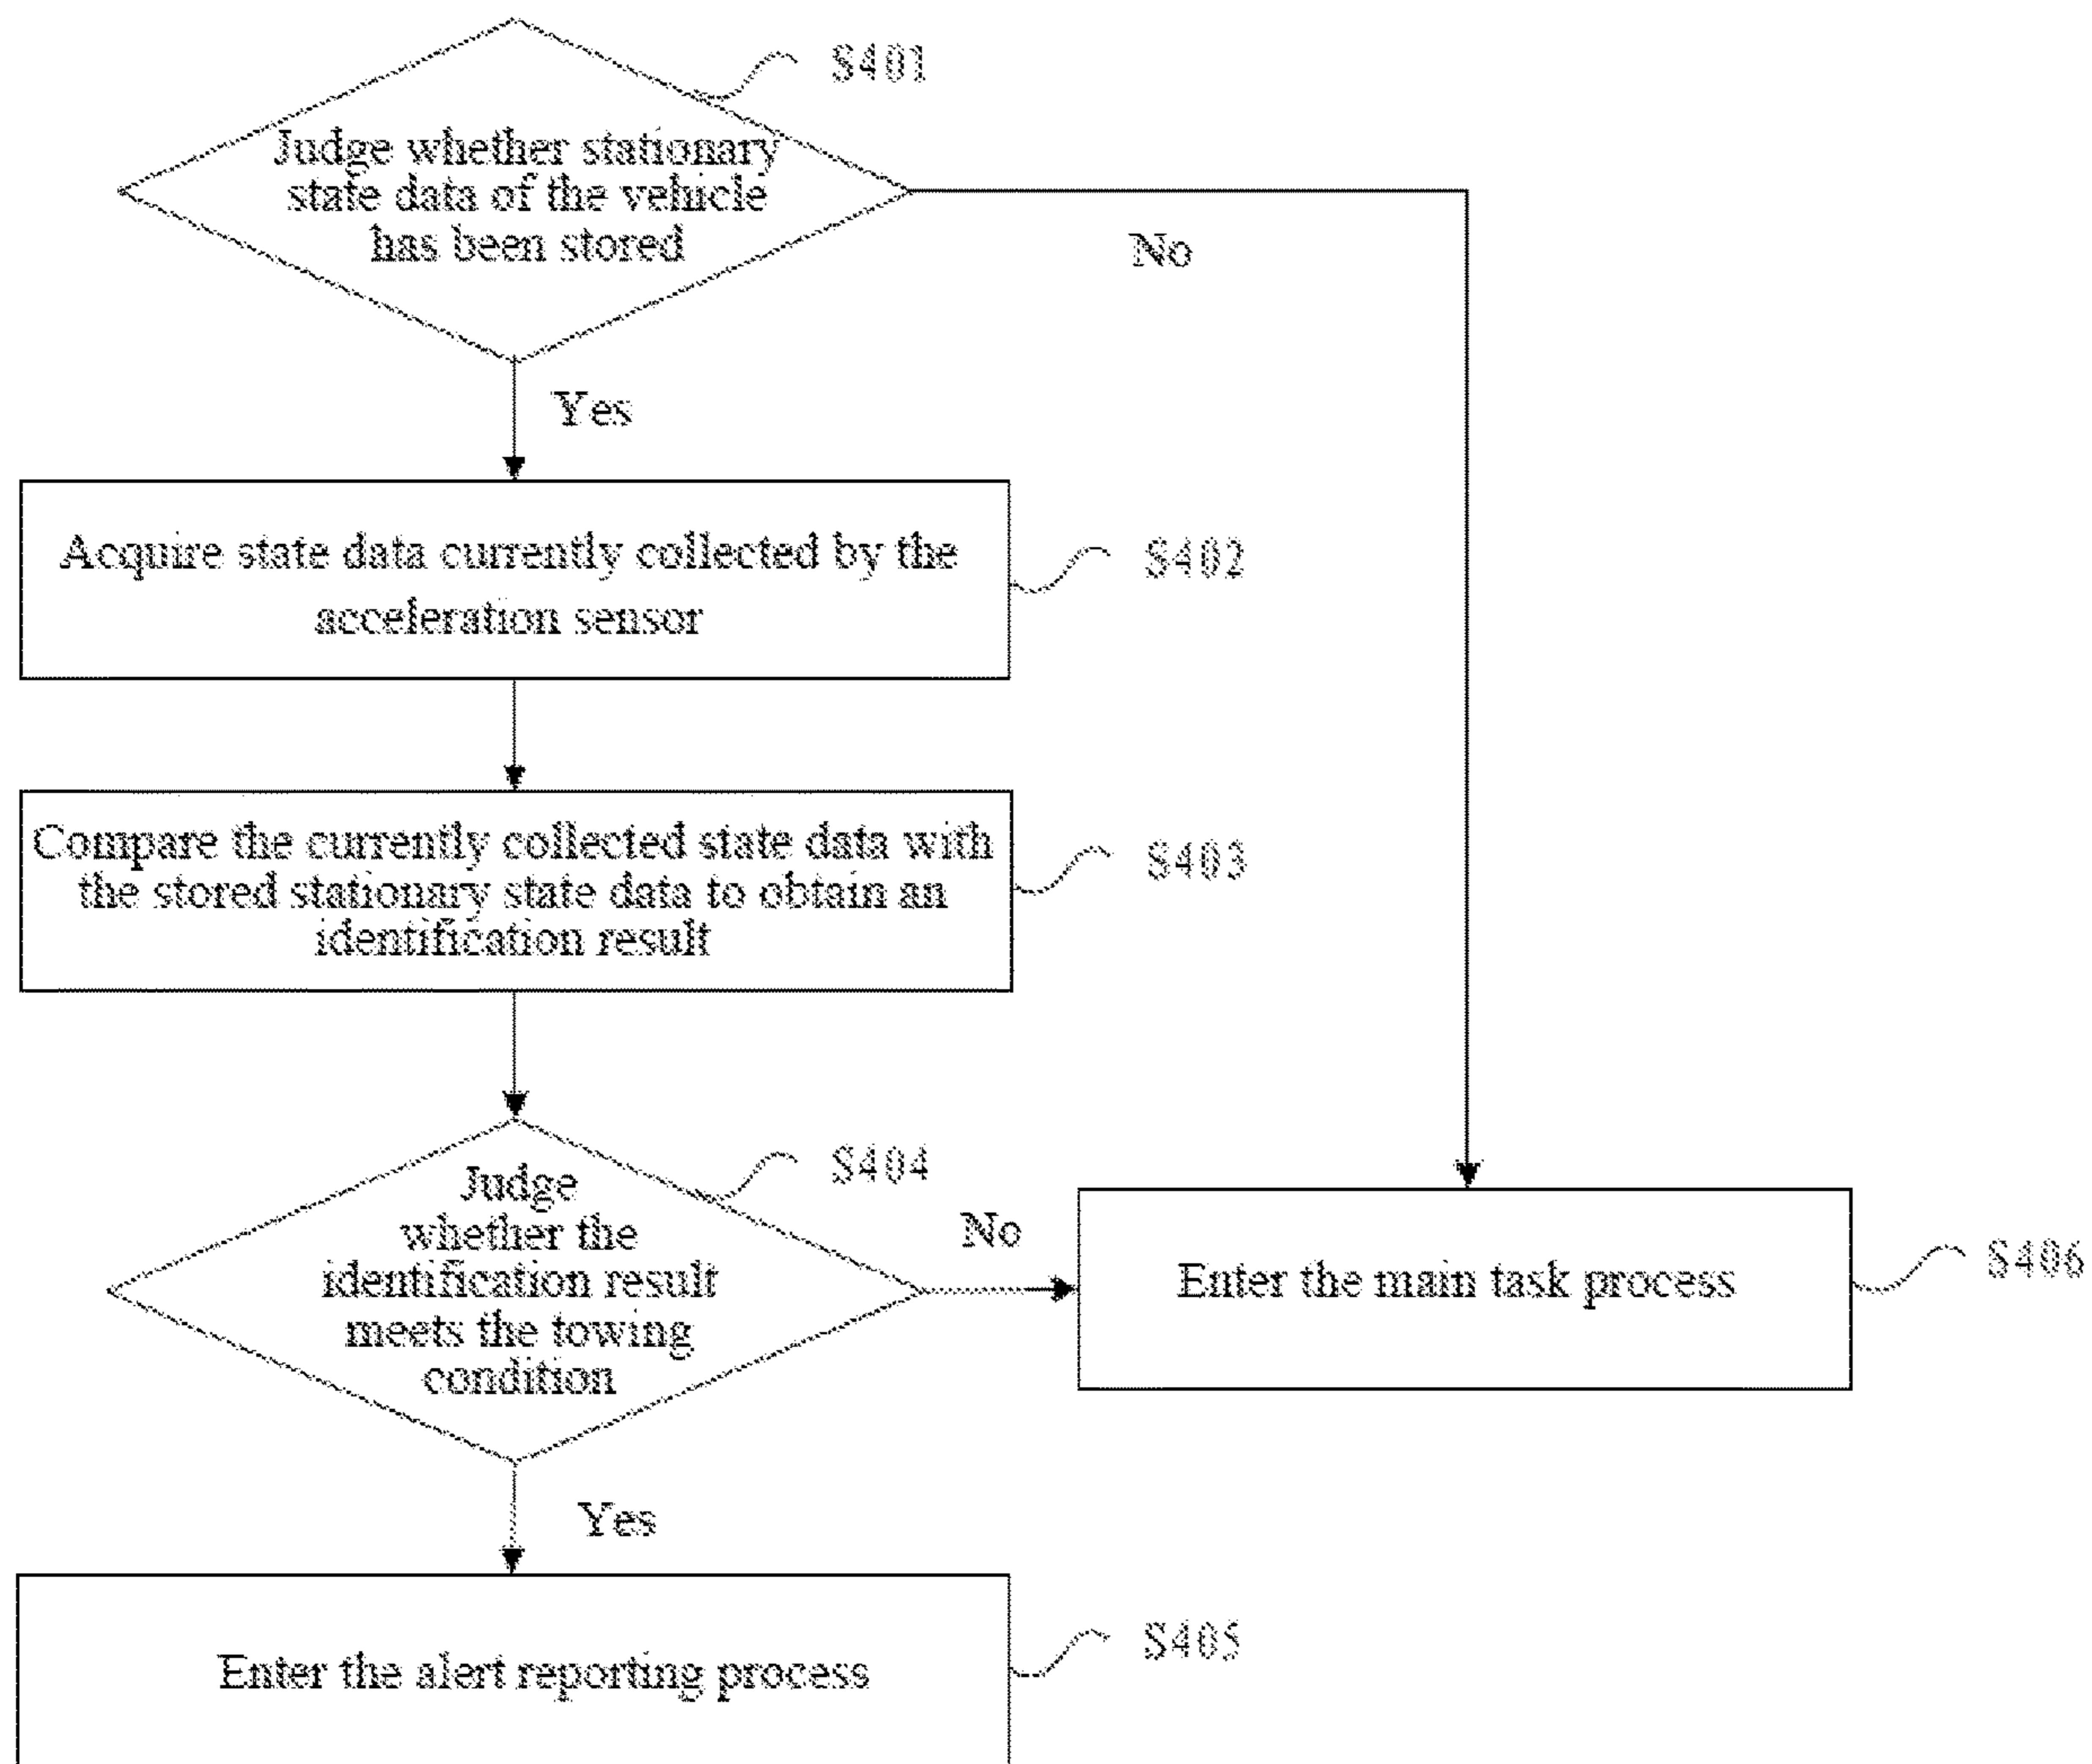 S401
Judge whether stationary
state data of the vehicle
has been stored
No
Yes
Acquire state data currently collected by the
acceleration sensor
S402
Compare the currently collected state data with
the stored stationary state data to obtain an
identification result
S403
S404
Judge
whether the
identification result
meets the towing
condition
No
Enter the main task process
S406
Yes
Enter the alert reporting process
S405